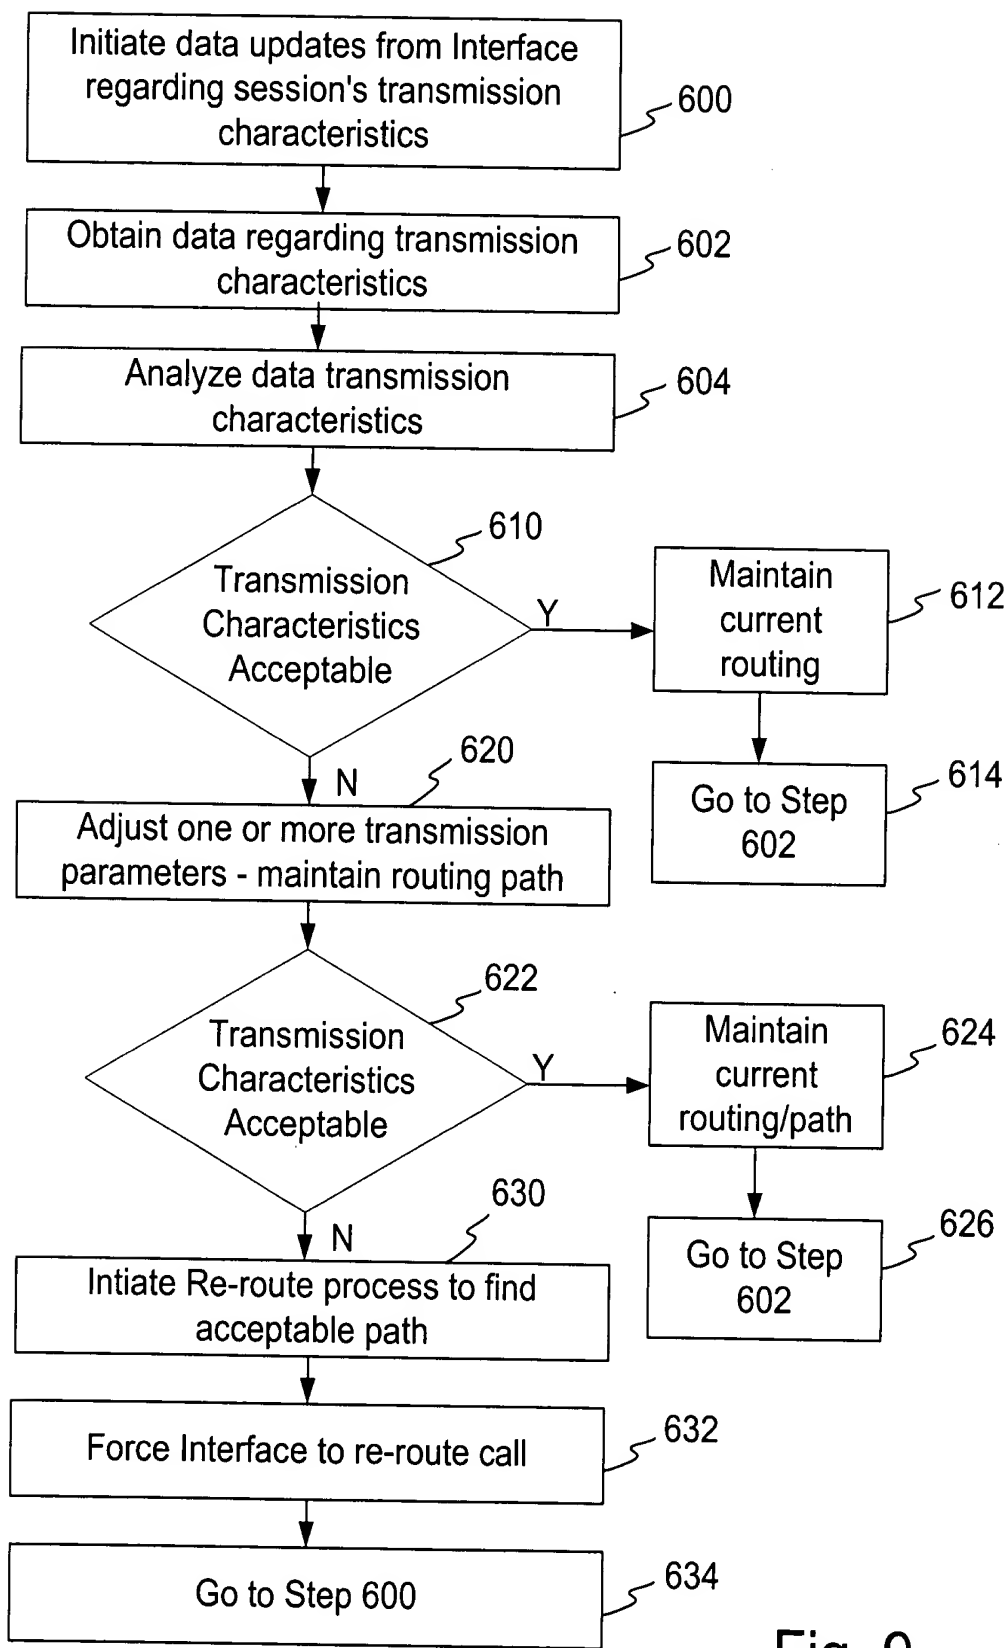 Initiate data updates from Interface
regarding session's transmission
characteristics
600
Obtain data regarding transmission
characteristics
602
Analyze data transmission
characteristics
604
610
Transmission
Characteristics
Acceptable
Y
Maintain
current
routing
612
N
620
Go to Step
602
614
Adjust one or more transmission
parameters - maintain routing path
622
Transmission
Characteristics
Acceptable
Y
Maintain
current
routing/path
624
N
630
Go to Step
602
626
Intiate Re-route process to find
acceptable path
Force Interface to re-route call
632
Go to Step 600
634
Fig. 9